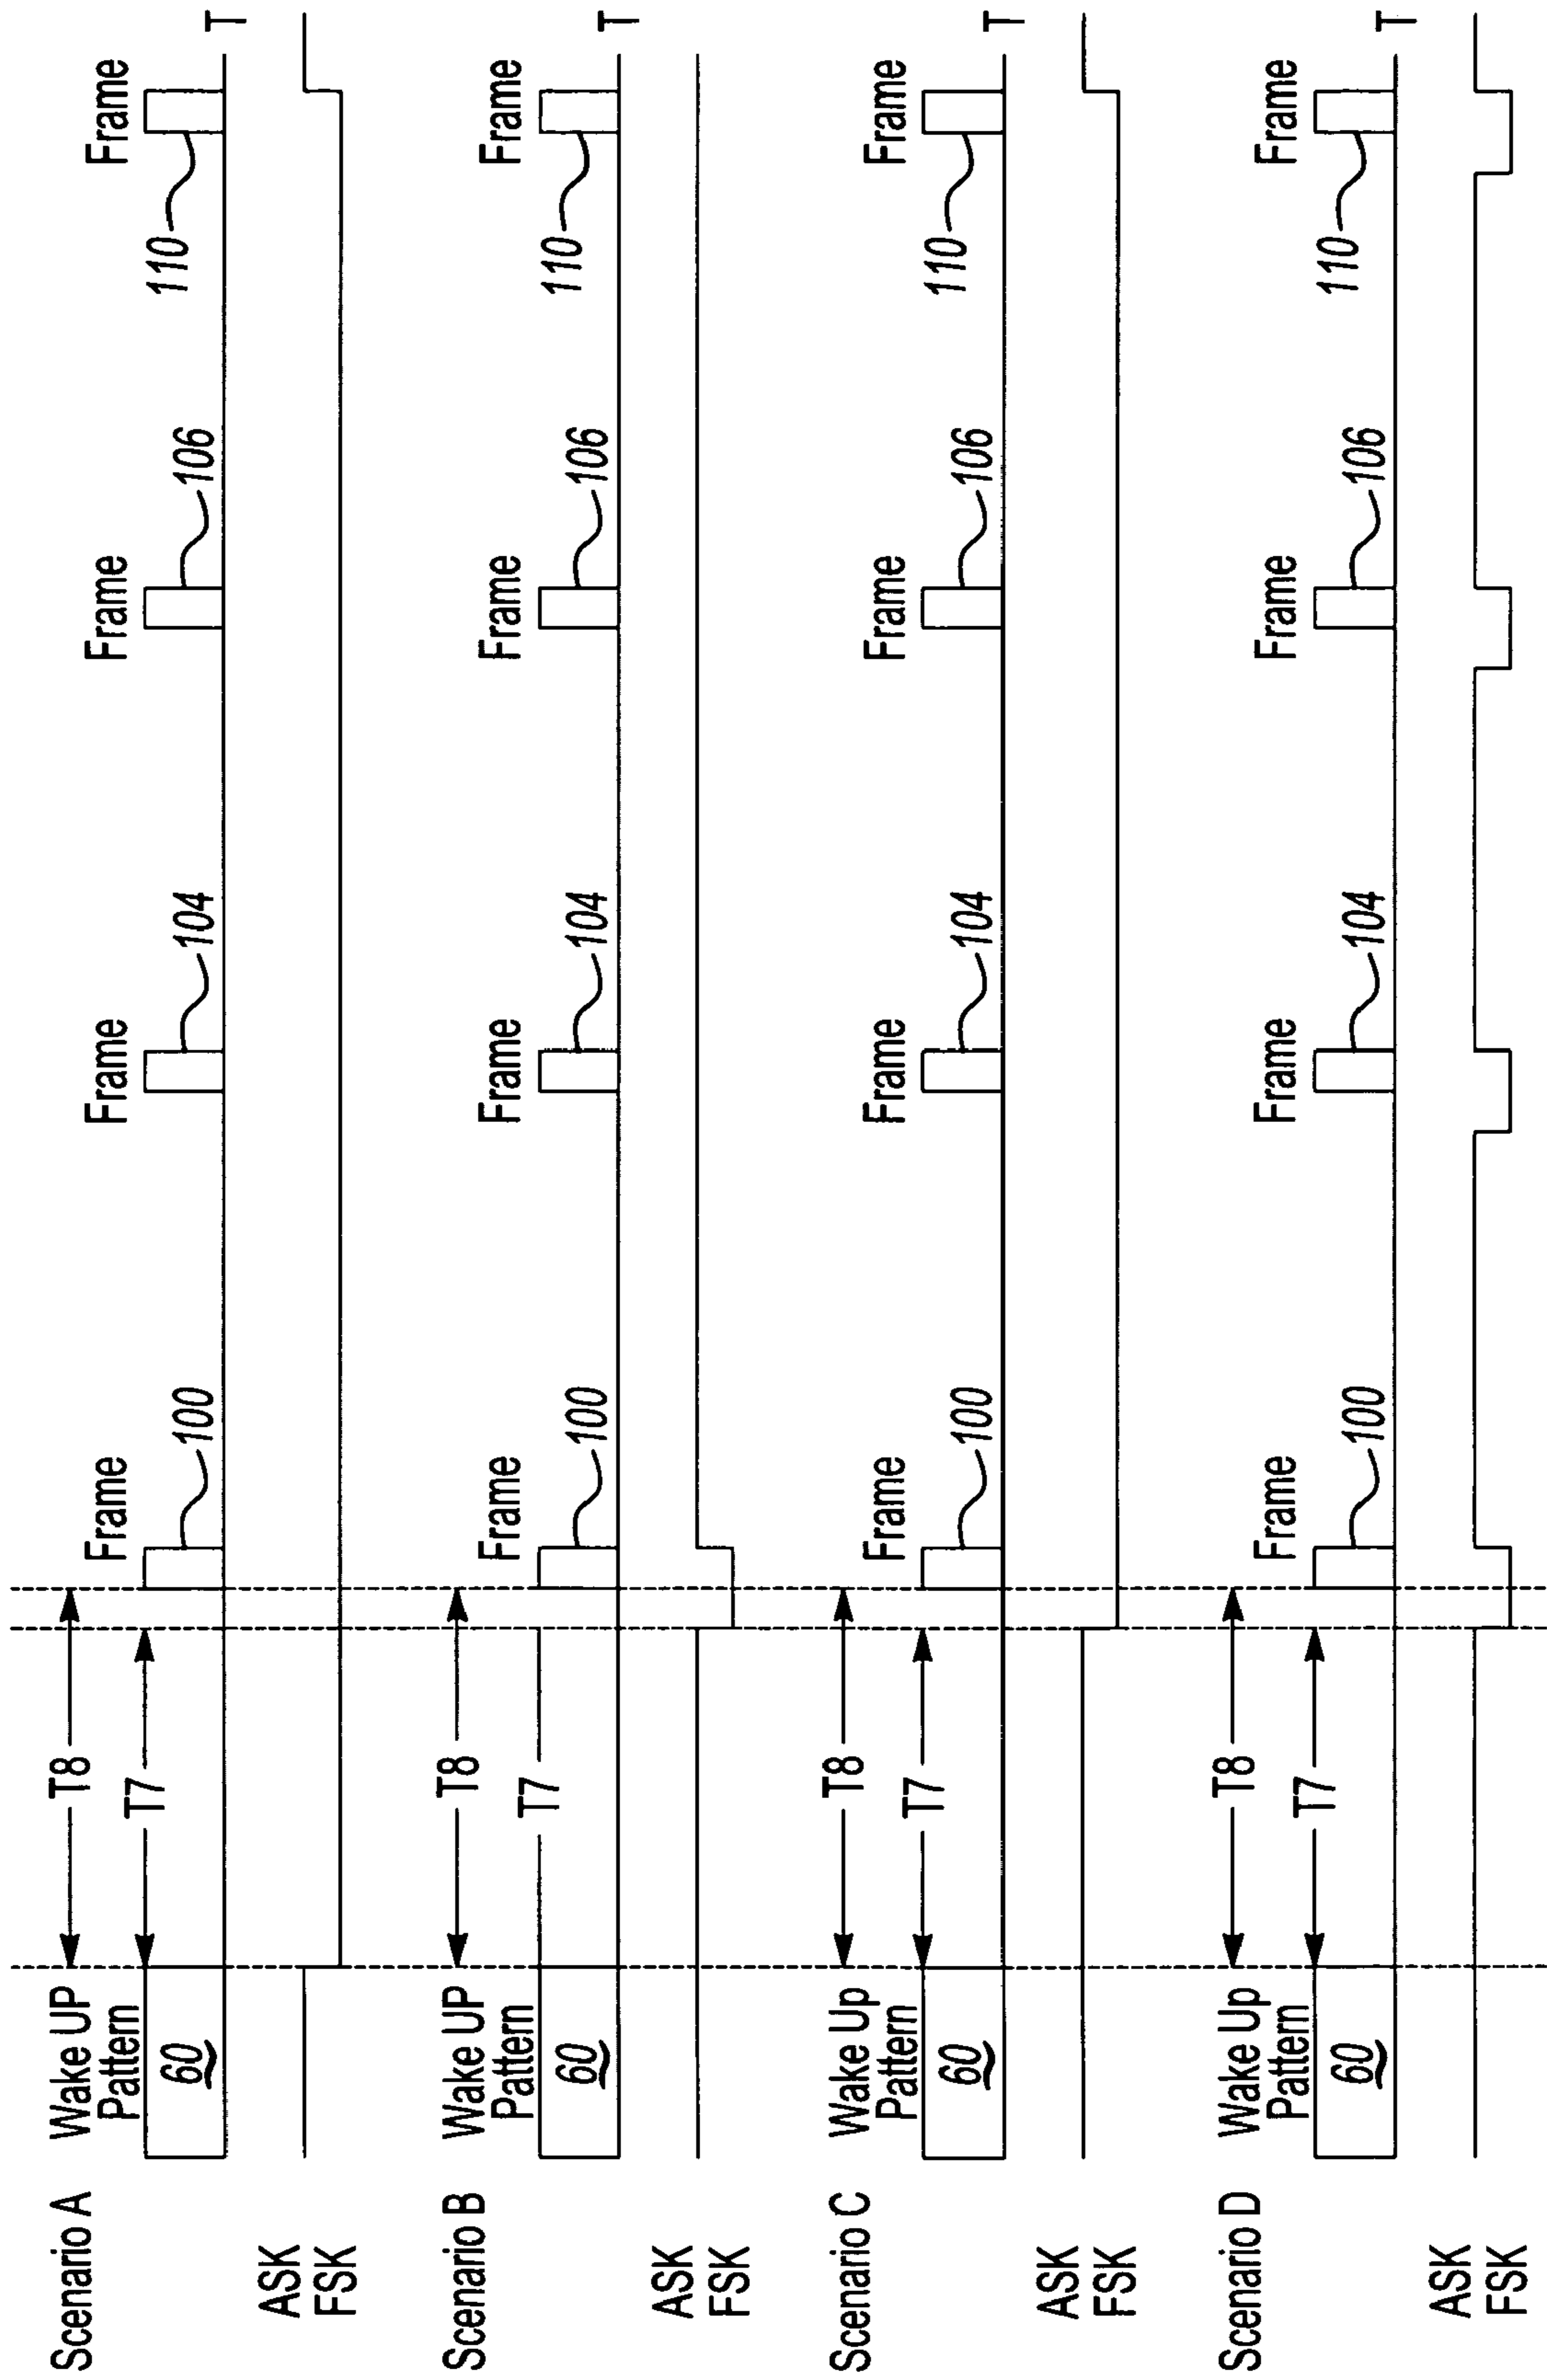 Scenario A
Wake UP
Pattern
60
T8
T7
Frame
100
Frame
104
Frame
106
Frame
110
T
ASK
FSK
Scenario B
Wake UP
Pattern
60
T8
T7
Frame
100
Frame
104
Frame
106
Frame
110
T
ASK
FSK
Scenario C
Wake Up
Pattern
60
T8
T7
Frame
100
Frame
104
Frame
106
Frame
110
T
ASK
FSK
Scenario D
Wake Up
Pattern
60
T8
T7
Frame
100
Frame
104
Frame
106
Frame
110
T
ASK
FSK